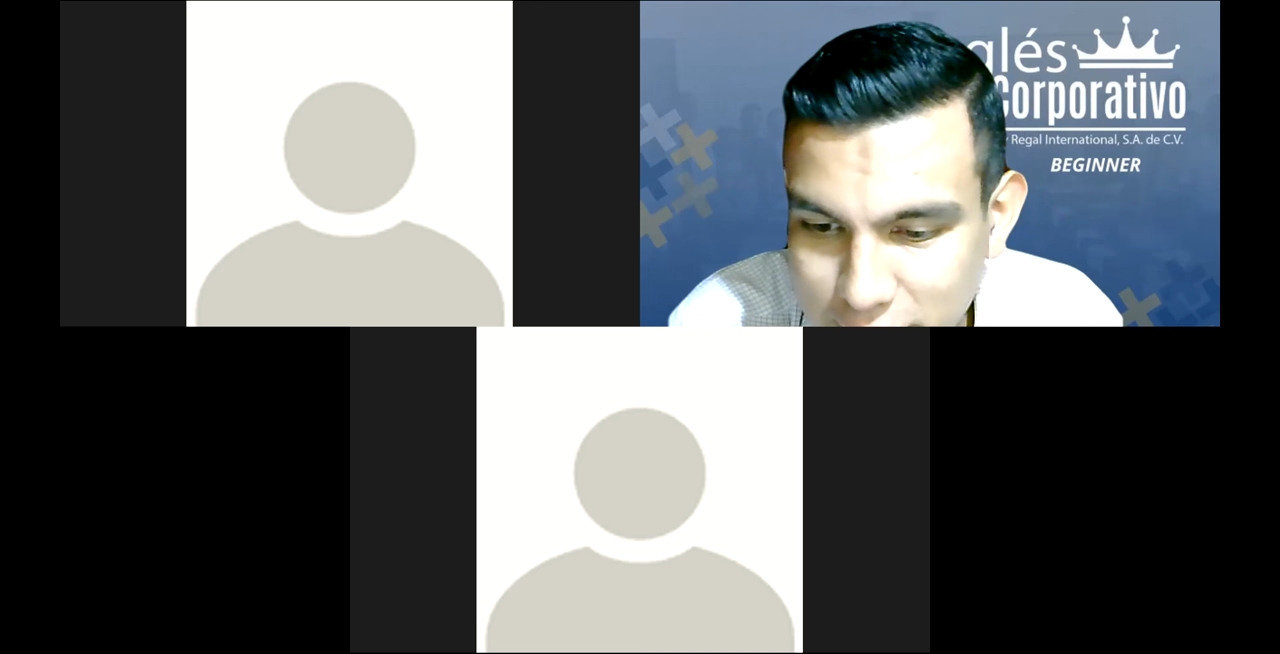 glés
Corporativo
y Regal International, S.A. de C.V.
BEGINNER